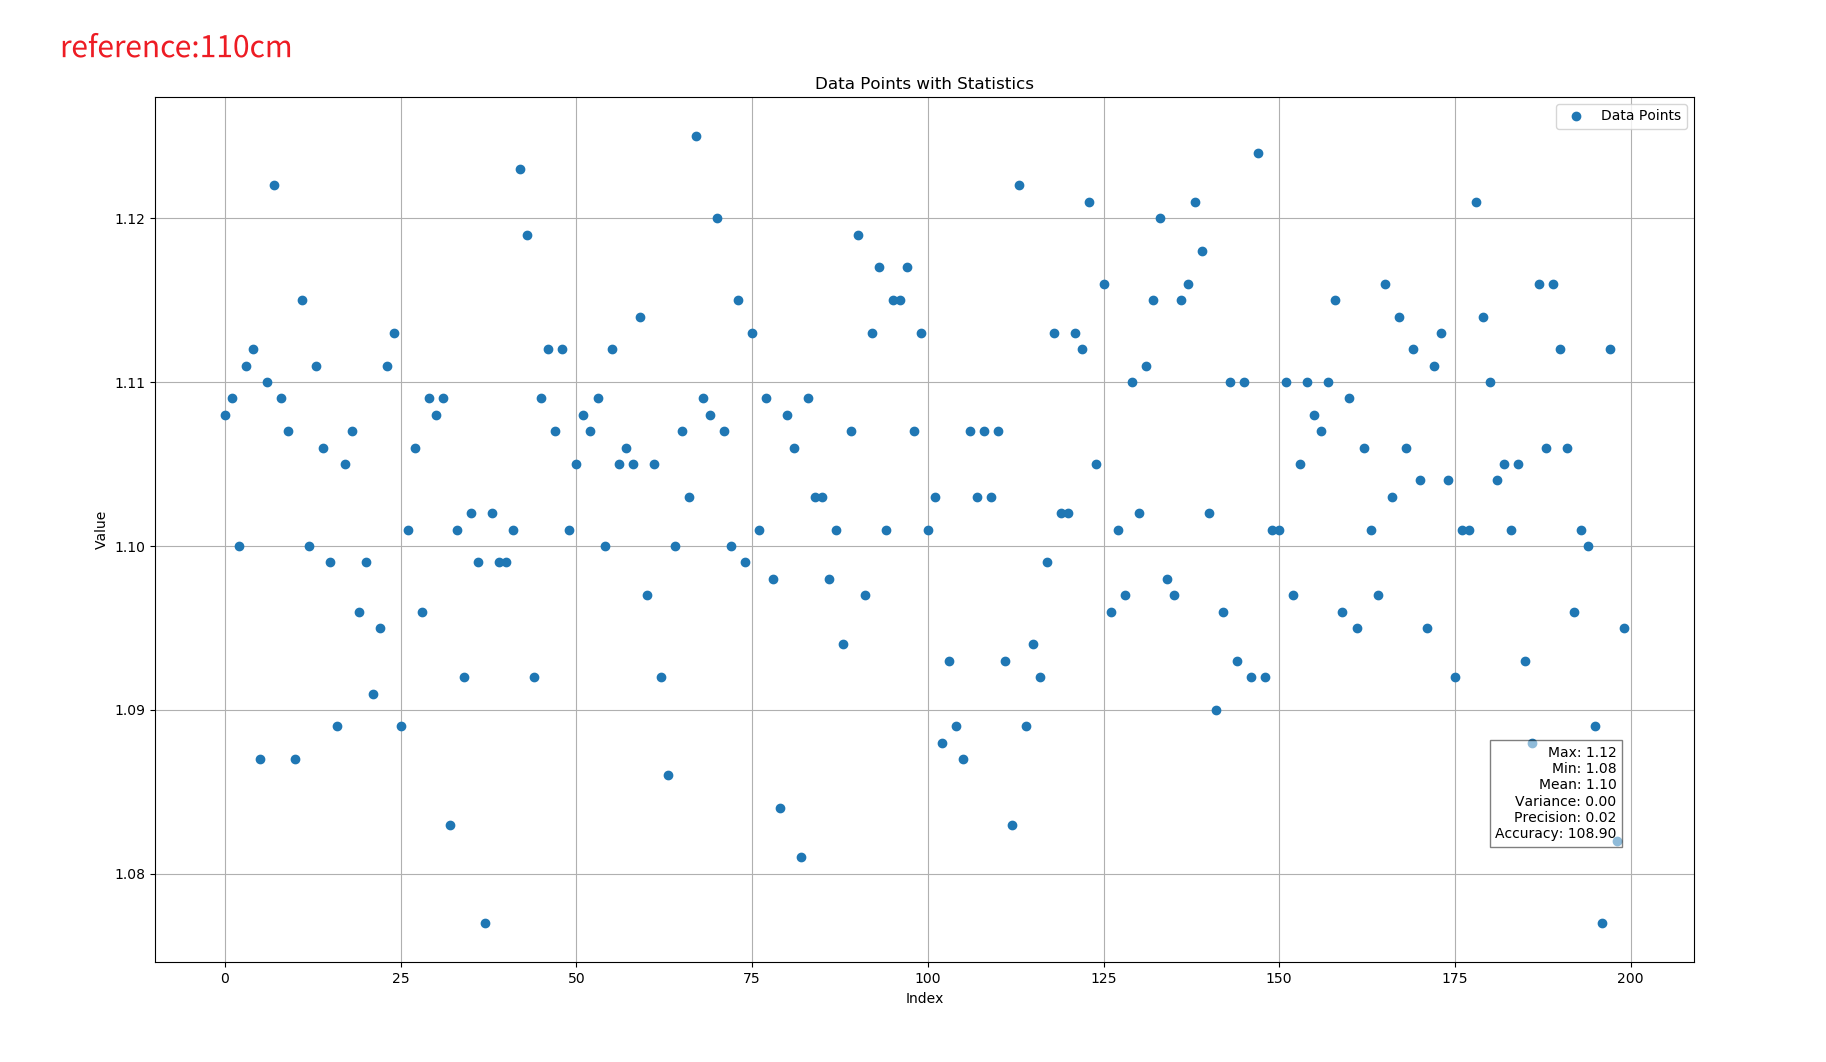 reference:110cm
Data Points with Statistics
Data Points
1.12
1.11
1.10
1.09
1.08
Value
Max: 1.12
Min: 1.08
Mean: 1.10
Variance: 0.00
Precision: 0.02
Accuracy: 108.90
0 25 50 75 100 125 150 175 200
Index